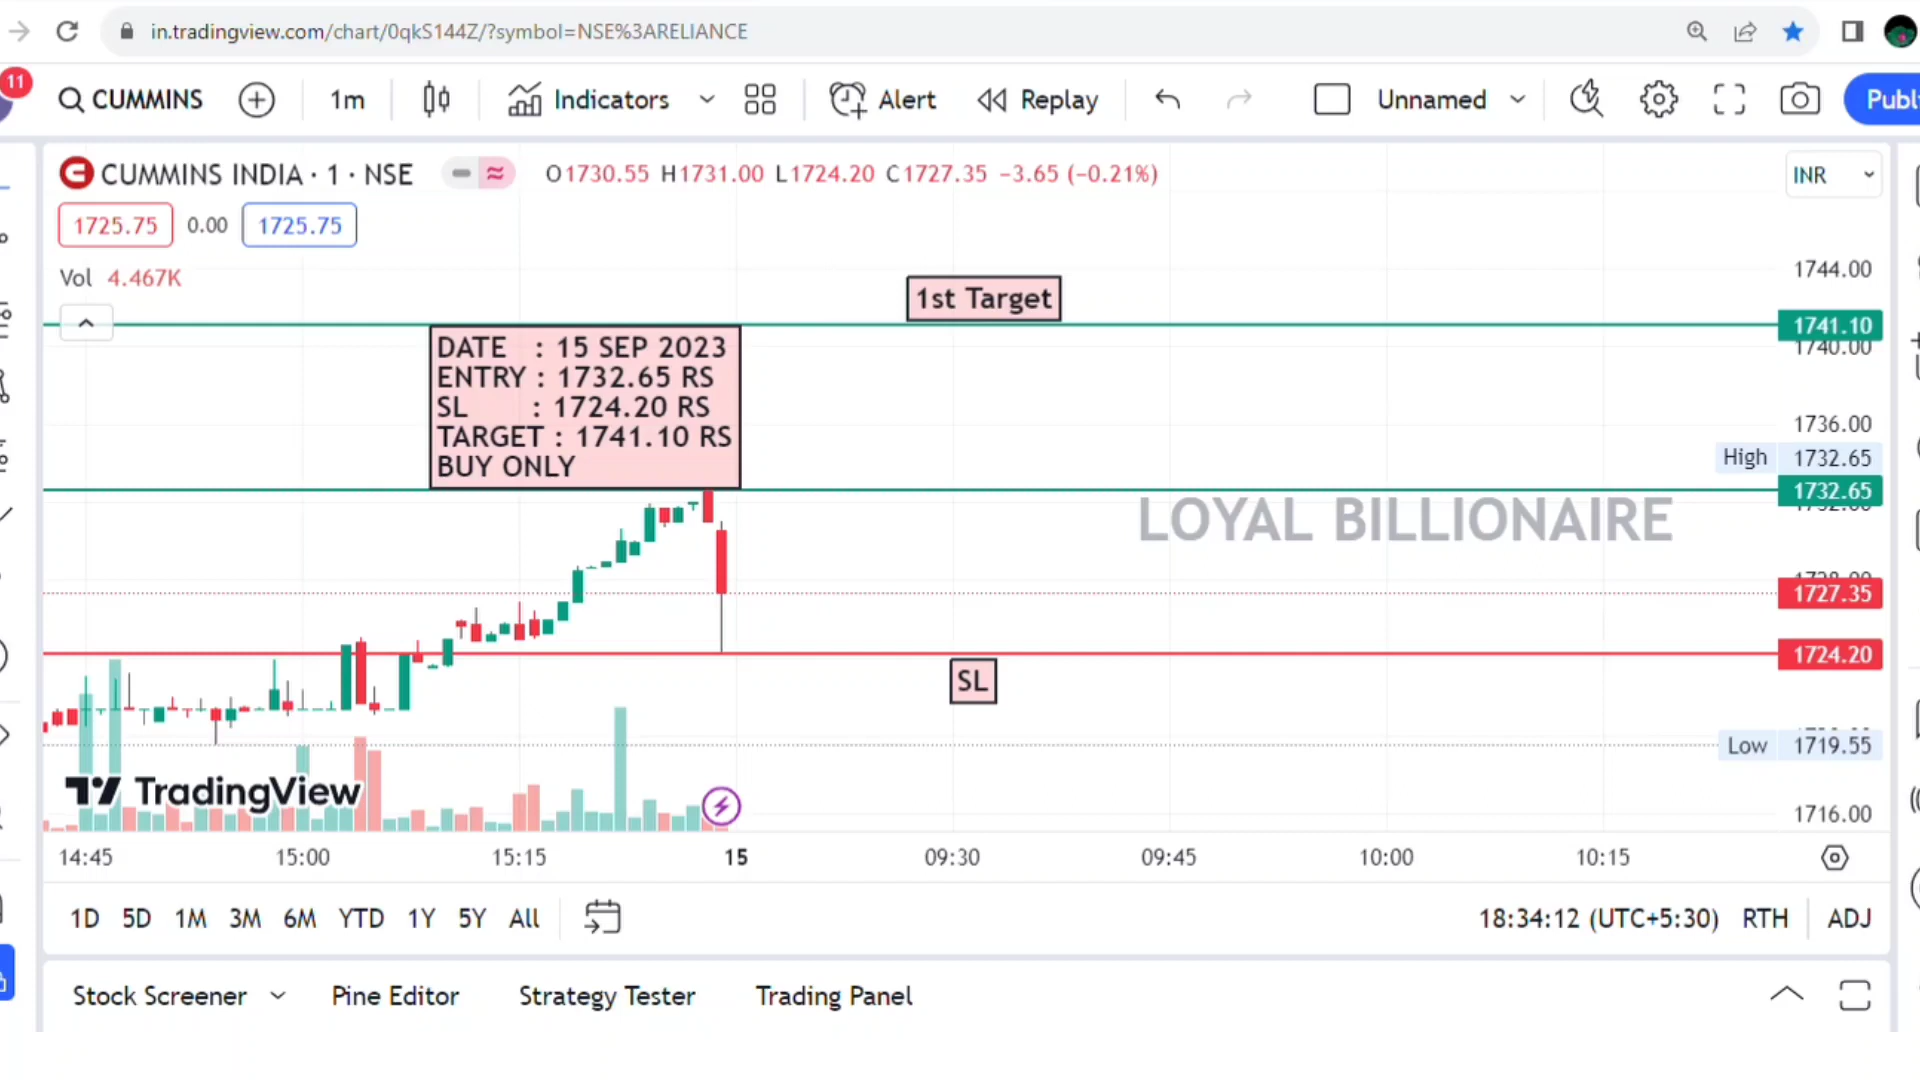 in.tradingview.com/chart/0qkS144Z/?symbol=NSE%3ARELIANCE
11
CUMMINS 1m Indicators Alert Replay Unnamed Publ
CUMMINS INDIA · 1 · NSE O1730.55 H1731.00 L1724.20 C1727.35 −3.65 (−0.21%) INR
1725.75 0.00 1725.75
Vol 4.467K
1744.00
1st Target
1741.10
1740.00
DATE : 15 SEP 2023
ENTRY : 1732.65 RS
SL : 1724.20 RS
TARGET : 1741.10 RS
BUY ONLY
1736.00
High 1732.65
1732.65
LOYAL BILLIONAIRE
1727.35
1724.20
SL
Low 1719.55
TradingView
1716.00
14:45 15:00 15:15 15 09:30 09:45 10:00 10:15
1D 5D 1M 3M 6M YTD 1Y 5Y All 18:34:12 (UTC+5:30) RTH ADJ
Stock Screener Pine Editor Strategy Tester Trading Panel